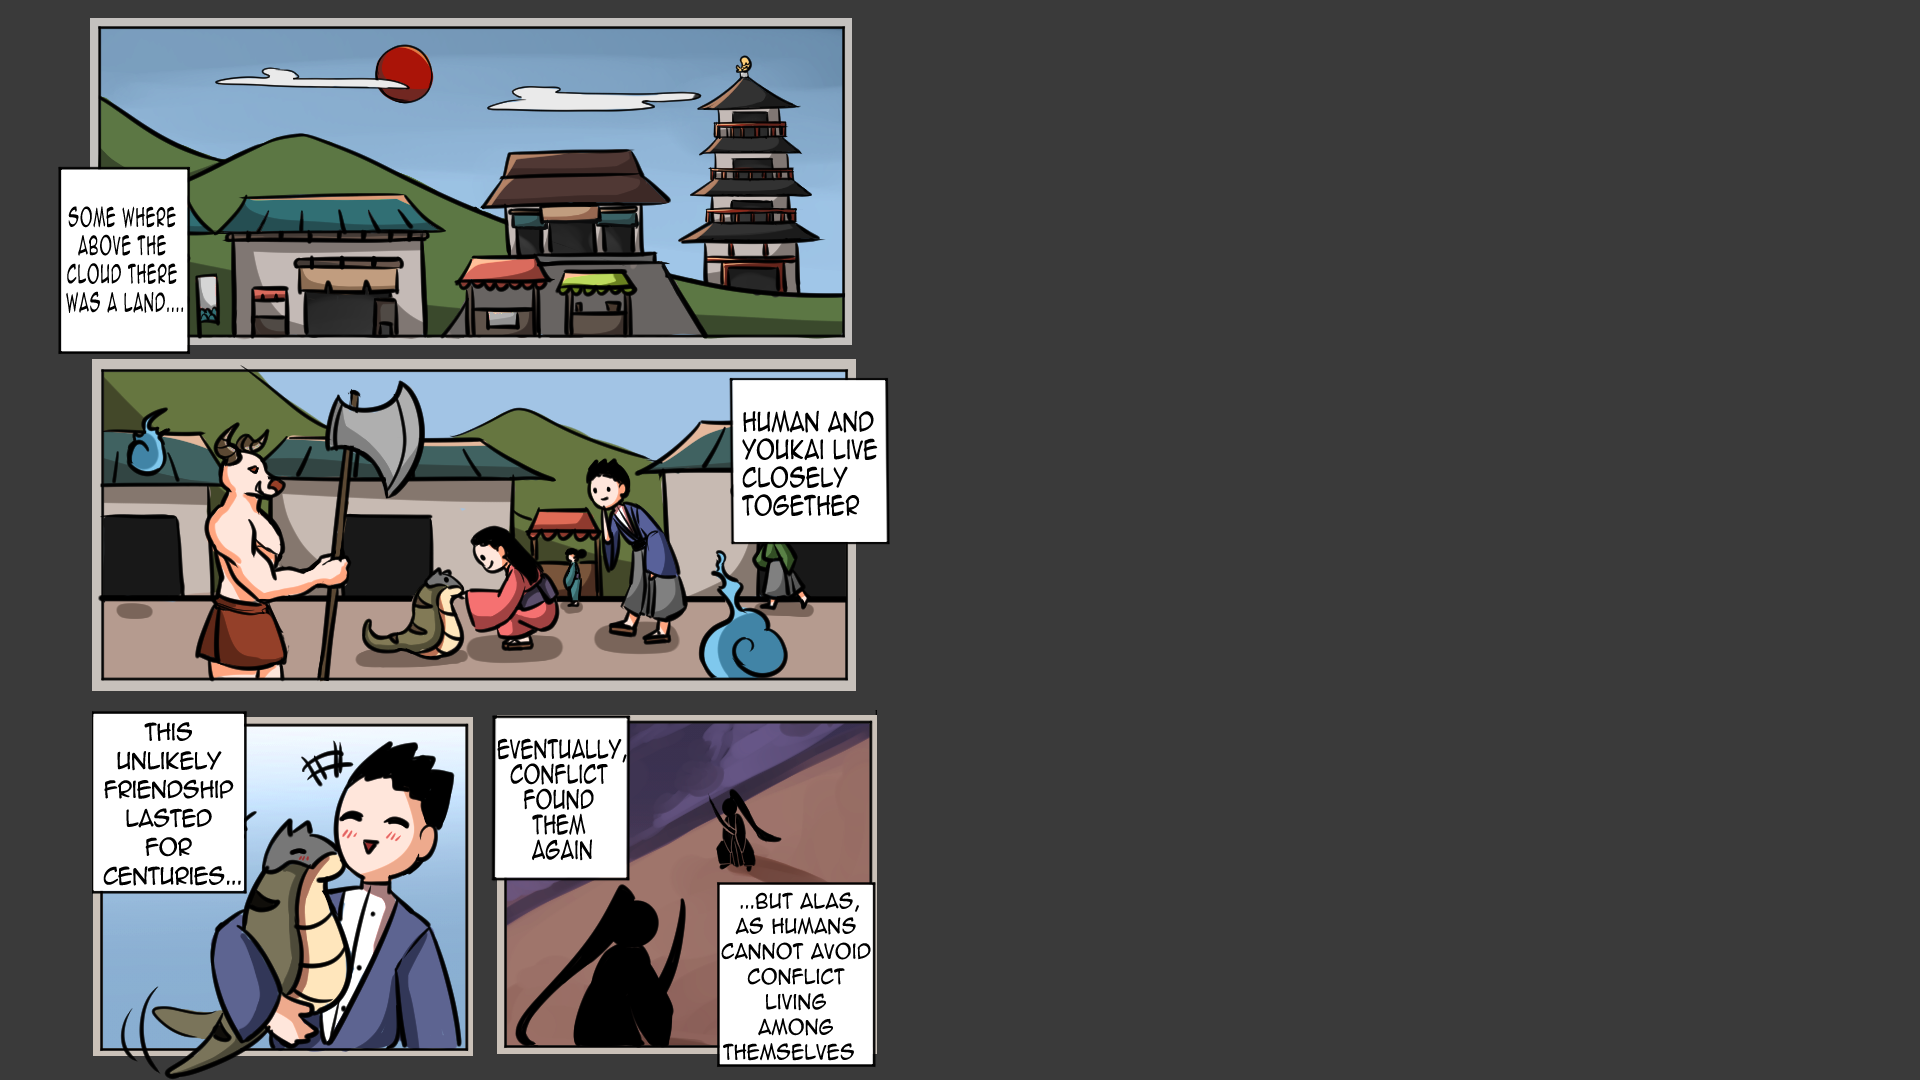 SOME WHERE
ABOVE THE
CLOUD THERE
WAS A LAND....
HUMAN AND
YOUKAI LIVE
CLOSELY
TOGETHER
THIS
UNLIKELY
FRIENDSHIP
LASTED
FOR
CENTURIES...
EVENTUALLY,
CONFLICT
FOUND
THEM
AGAIN
...BUT ALAS,
AS HUMANS
CANNOT AVOID
CONFLICT
LIVING
AMONG
THEMSELVES